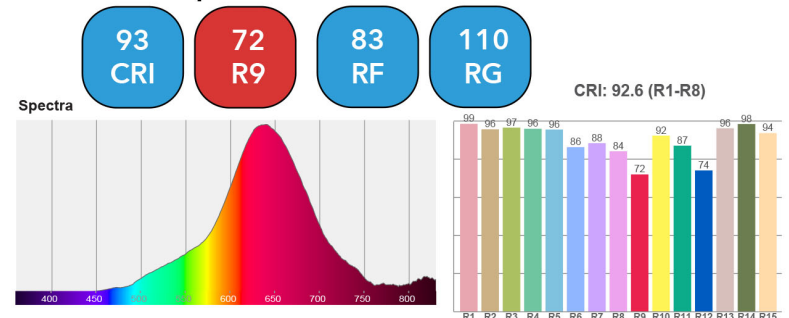 93 72 83 110
CRI R9 RF RG
CRI: 92.6 (R1-R8)
Spectra
99 96 97 96 96 86 88 84 72 92 87 74 96 98 94
400 450 500 550 600 650 700 750 800
R1 R2 R3 R4 R5 R6 R7 R8 R9 R10 R11 R12 R13 R14 R15